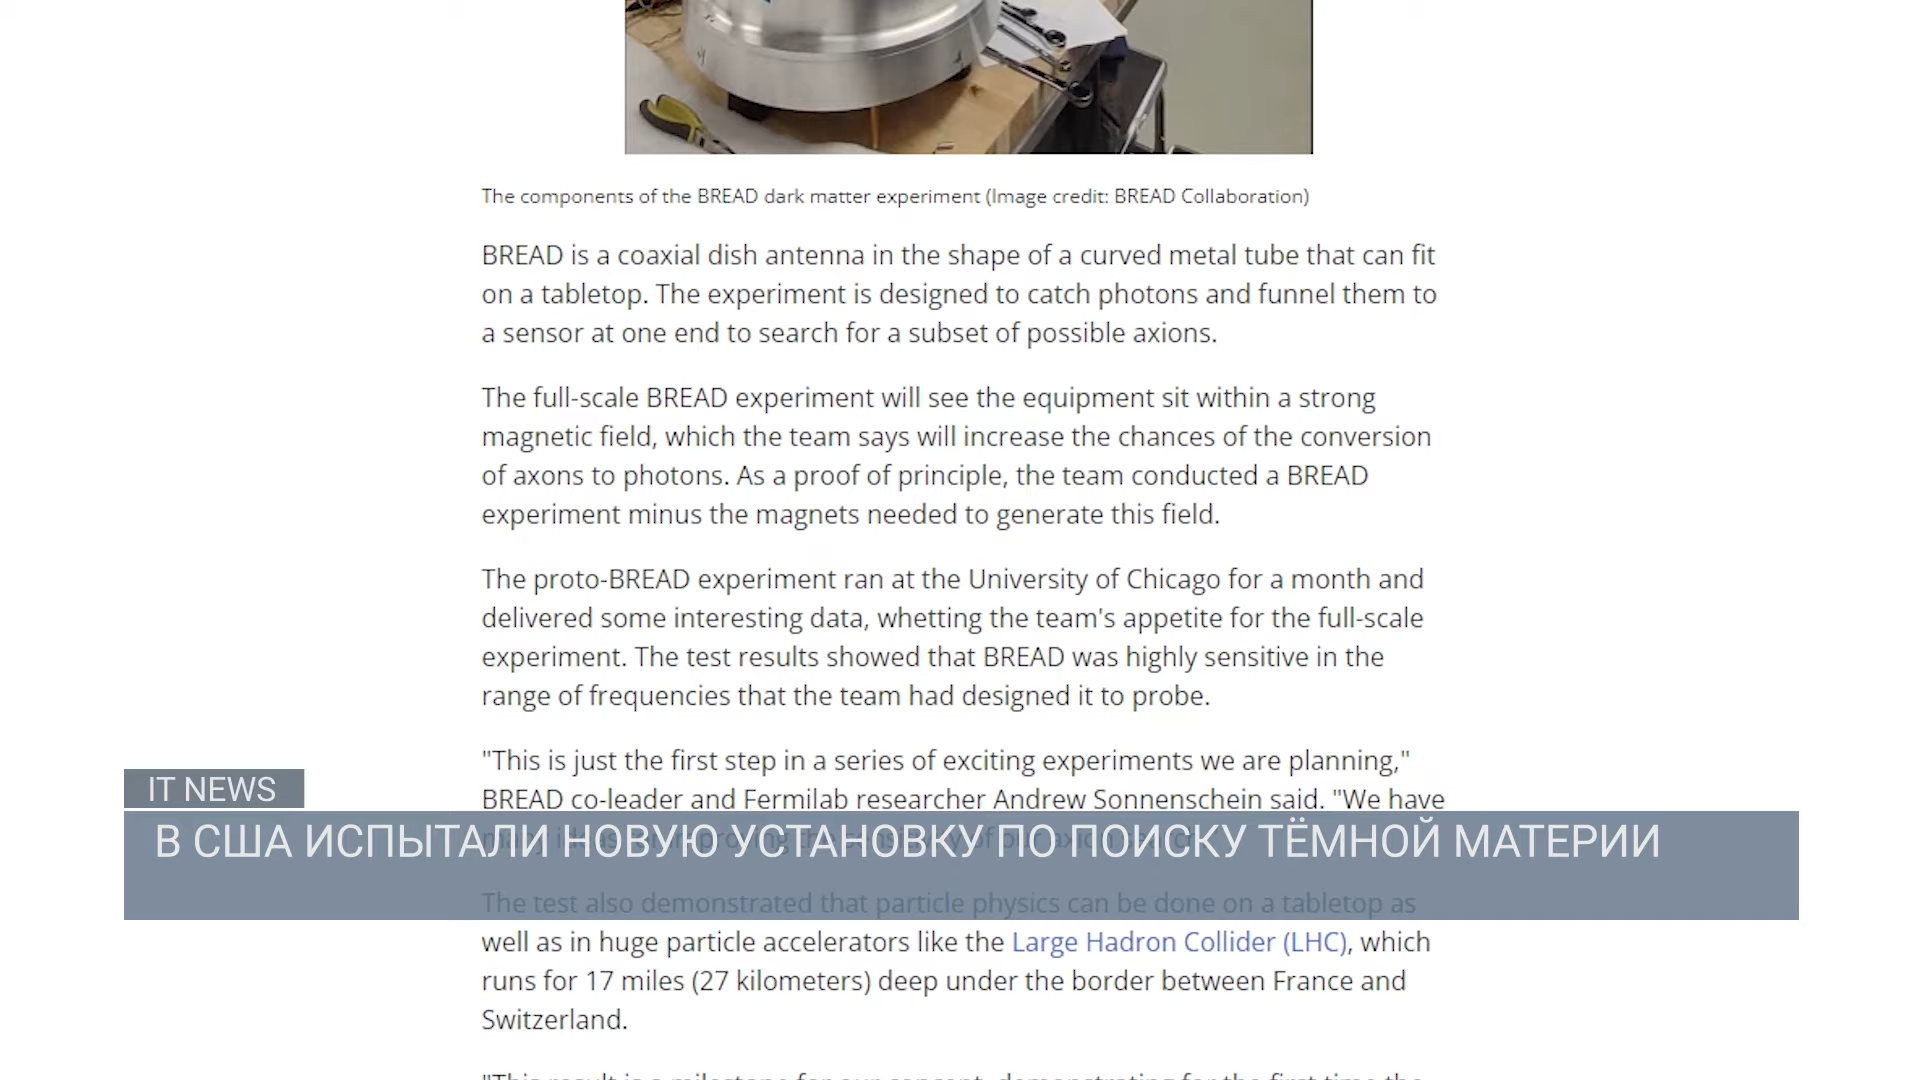 The components of the BREAD dark matter experiment (Image credit: BREAD Collaboration)
BREAD is a coaxial dish antenna in the shape of a curved metal tube that can fit
on a tabletop. The experiment is designed to catch photons and funnel them to
a sensor at one end to search for a subset of possible axions.
The full-scale BREAD experiment will see the equipment sit within a strong
magnetic field, which the team says will increase the chances of the conversion
of axons to photons. As a proof of principle, the team conducted a BREAD
experiment minus the magnets needed to generate this field.
The proto-BREAD experiment ran at the University of Chicago for a month and
delivered some interesting data, whetting the team's appetite for the full-scale
experiment. The test results showed that BREAD was highly sensitive in the
range of frequencies that the team had designed it to probe.
"This is just the first step in a series of exciting experiments we are planning,"
BREAD co-leader and Fermilab researcher Andrew Sonnenschein said. "We have
IT NEWS
В США ИСПЫТАЛИ НОВУЮ УСТАНОВКУ ПО ПОИСКУ ТЁМНОЙ МАТЕРИИ
The test also demonstrated that particle physics can be done on a tabletop as
well as in huge particle accelerators like the Large Hadron Collider (LHC), which
runs for 17 miles (27 kilometers) deep under the border between France and
Switzerland.